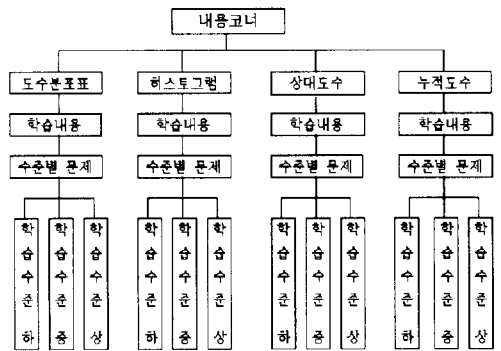 내용코너
도수분포표 히스토그램 상대도수 누적도수
학습내용 학습내용 학습내용 학습내용
수준별 문제 수준별 문제 수준별 문제 수준별 문제
학습수준하 학습수준중 학습수준상 학습수준하 학습수준중 학습수준상 학습수준하 학습수준중 학습수준상 학습수준하 학습수준중 학습수준상